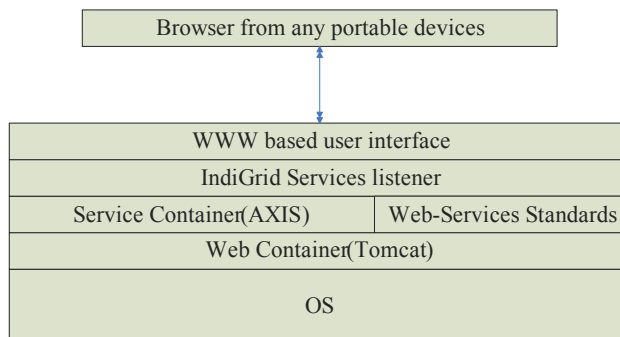 Browser from any portable devices
WWW based user interface
IndiGrid Services listener
Service Container(AXIS)
Web-Services Standards
Web Container(Tomcat)
OS